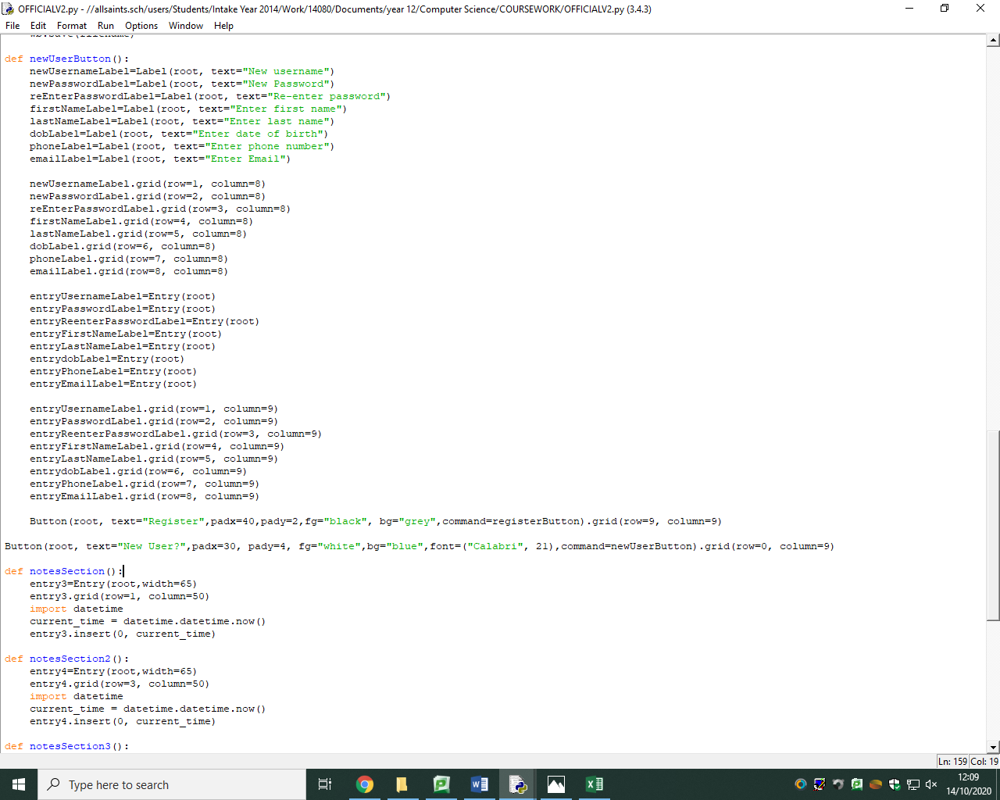 OFFICIALV2.py - //allsaints.sch/users/Students/Intake Year 2014/Work/14080/Documents/year 12/Computer Science/COURSEWORK/OFFICIALV2.py (3.4.3)
File Edit Format Run Options Window Help
wb.save(filename)
def newUserButton():
    newUsernameLabel=Label(root, text="New username")
    newPasswordLabel=Label(root, text="New Password")
    reEnterPasswordLabel=Label(root, text="Re-enter password")
    firstNameLabel=Label(root, text="Enter first name")
    lastNameLabel=Label(root, text="Enter last name")
    dobLabel=Label(root, text="Enter date of birth")
    phoneLabel=Label(root, text="Enter phone number")
    emailLabel=Label(root, text="Enter Email")
    newUsernameLabel.grid(row=1, column=8)
    newPasswordLabel.grid(row=2, column=8)
    reEnterPasswordLabel.grid(row=3, column=8)
    firstNameLabel.grid(row=4, column=8)
    lastNameLabel.grid(row=5, column=8)
    dobLabel.grid(row=6, column=8)
    phoneLabel.grid(row=7, column=8)
    emailLabel.grid(row=8, column=8)
    entryUsernameLabel=Entry(root)
    entryPasswordLabel=Entry(root)
    entryReenterPasswordLabel=Entry(root)
    entryFirstNameLabel=Entry(root)
    entryLastNameLabel=Entry(root)
    entrydobLabel=Entry(root)
    entryPhoneLabel=Entry(root)
    entryEmailLabel=Entry(root)
    entryUsernameLabel.grid(row=1, column=9)
    entryPasswordLabel.grid(row=2, column=9)
    entryReenterPasswordLabel.grid(row=3, column=9)
    entryFirstNameLabel.grid(row=4, column=9)
    entryLastNameLabel.grid(row=5, column=9)
    entrydobLabel.grid(row=6, column=9)
    entryPhoneLabel.grid(row=7, column=9)
    entryEmailLabel.grid(row=8, column=9)
    Button(root, text="Register",padx=40,pady=2,fg="black", bg="grey",command=registerButton).grid(row=9, column=9)
Button(root, text="New User?",padx=30, pady=4, fg="white",bg="blue",font=("Calabri", 21),command=newUserButton).grid(row=0, column=9)
def notesSection():
    entry3=Entry(root,width=65)
    entry3.grid(row=1, column=50)
    import datetime
    current_time = datetime.datetime.now()
    entry3.insert(0, current_time)
def notesSection2():
    entry4=Entry(root,width=65)
    entry4.grid(row=3, column=50)
    import datetime
    current_time = datetime.datetime.now()
    entry4.insert(0, current_time)
def notesSection3():
Ln: 159 Col: 19
Type here to search
12:09
14/10/2020